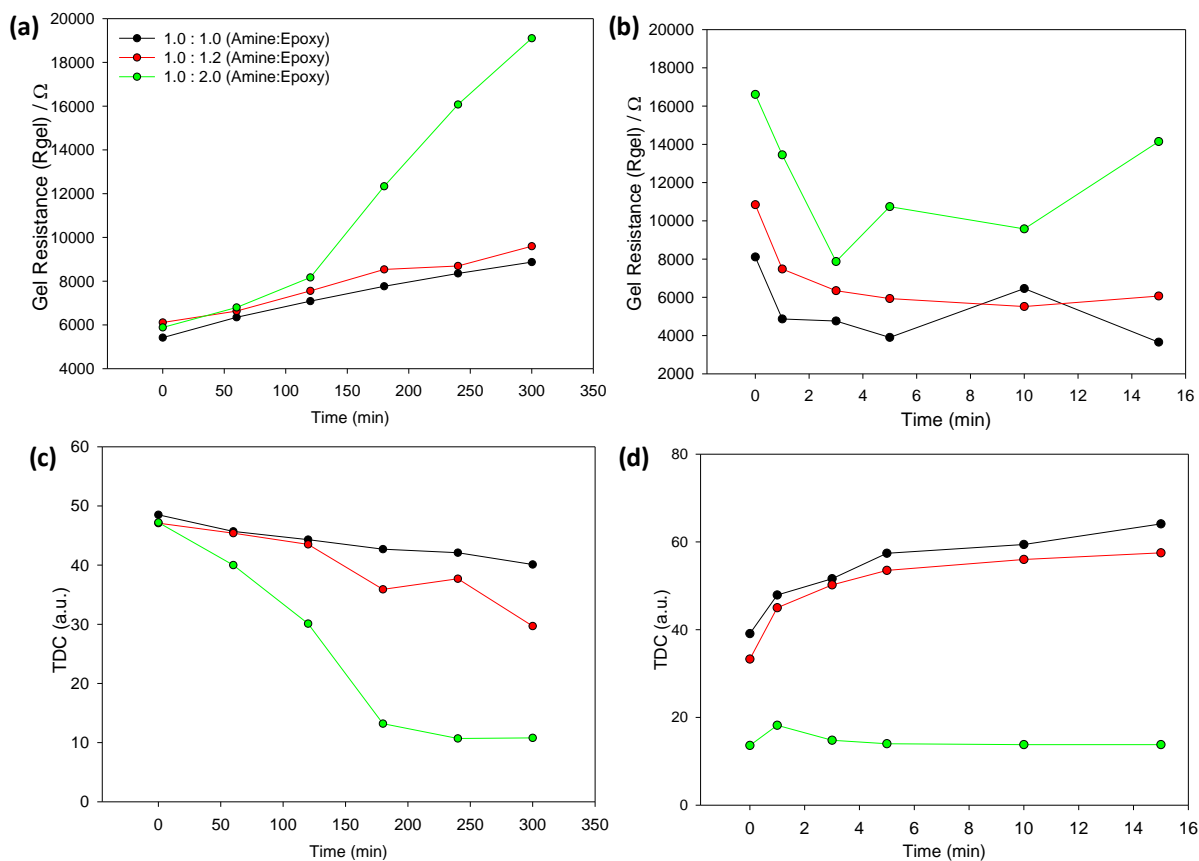 (a)
1.0 : 1.0 (Amine:Epoxy)
1.0 : 1.2 (Amine:Epoxy)
1.0 : 2.0 (Amine:Epoxy)
Gel Resistance (Rgel) / Ω
20000
18000
16000
14000
12000
10000
8000
6000
4000
0 50 100 150 200 250 300 350
Time (min)
(b)
Gel Resistance (Rgel) / Ω
20000
18000
16000
14000
12000
10000
8000
6000
4000
2000
0 2 4 6 8 10 12 14 16
Time (min)
(c)
TDC (a.u.)
60
50
40
30
20
10
0
0 50 100 150 200 250 300 350
Time (min)
(d)
TDC (a.u.)
80
60
40
20
0
0 2 4 6 8 10 12 14 16
Time (min)